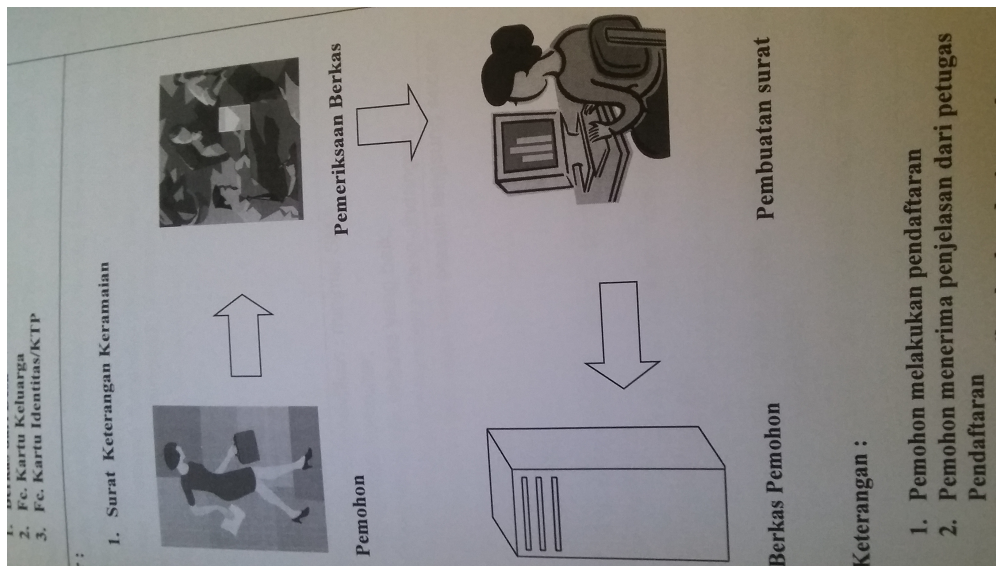 2. Fc. Kartu Keluarga
3. Fc. Kartu Identitas/KTP
:
1. Surat Keterangan Keramaian
Pemohon
Pemeriksaan Berkas
Berkas Pemohon
Pembuatan surat
Keterangan :
1. Pemohon melakukan pendaftaran
2. Pemohon menerima penjelasan dari petugas
Pendaftaran